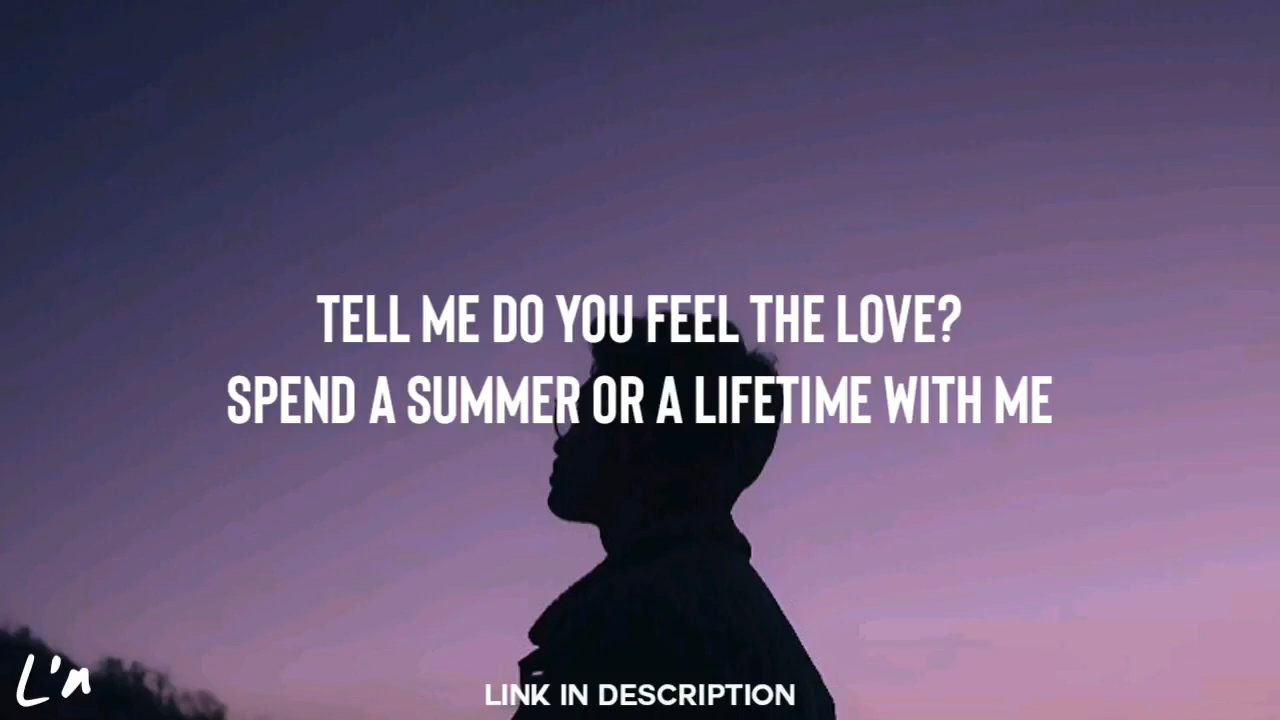 TELL ME DO YOU FEEL THE LOVE?
SPEND A SUMMER OR A LIFETIME WITH ME
L'n
LINK IN DESCRIPTION